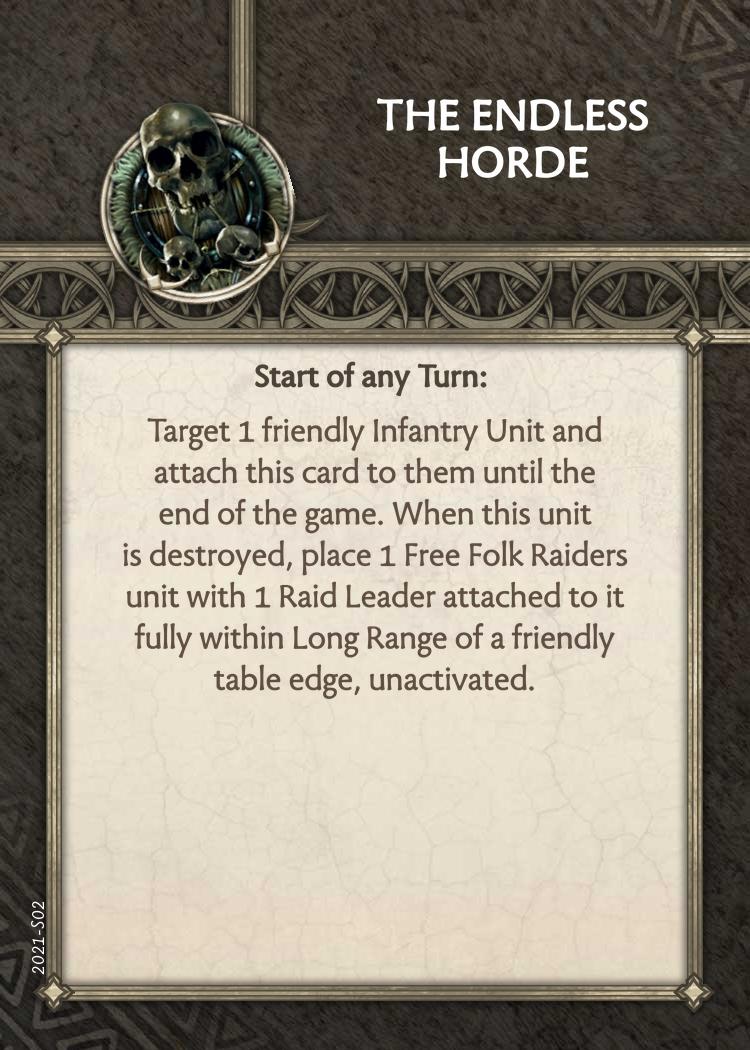 THE ENDLESS
HORDE
Start of any Turn:
Target 1 friendly Infantry Unit and
attach this card to them until the
end of the game. When this unit
is destroyed, place 1 Free Folk Raiders
unit with 1 Raid Leader attached to it
fully within Long Range of a friendly
table edge, unactivated.
2021-S02